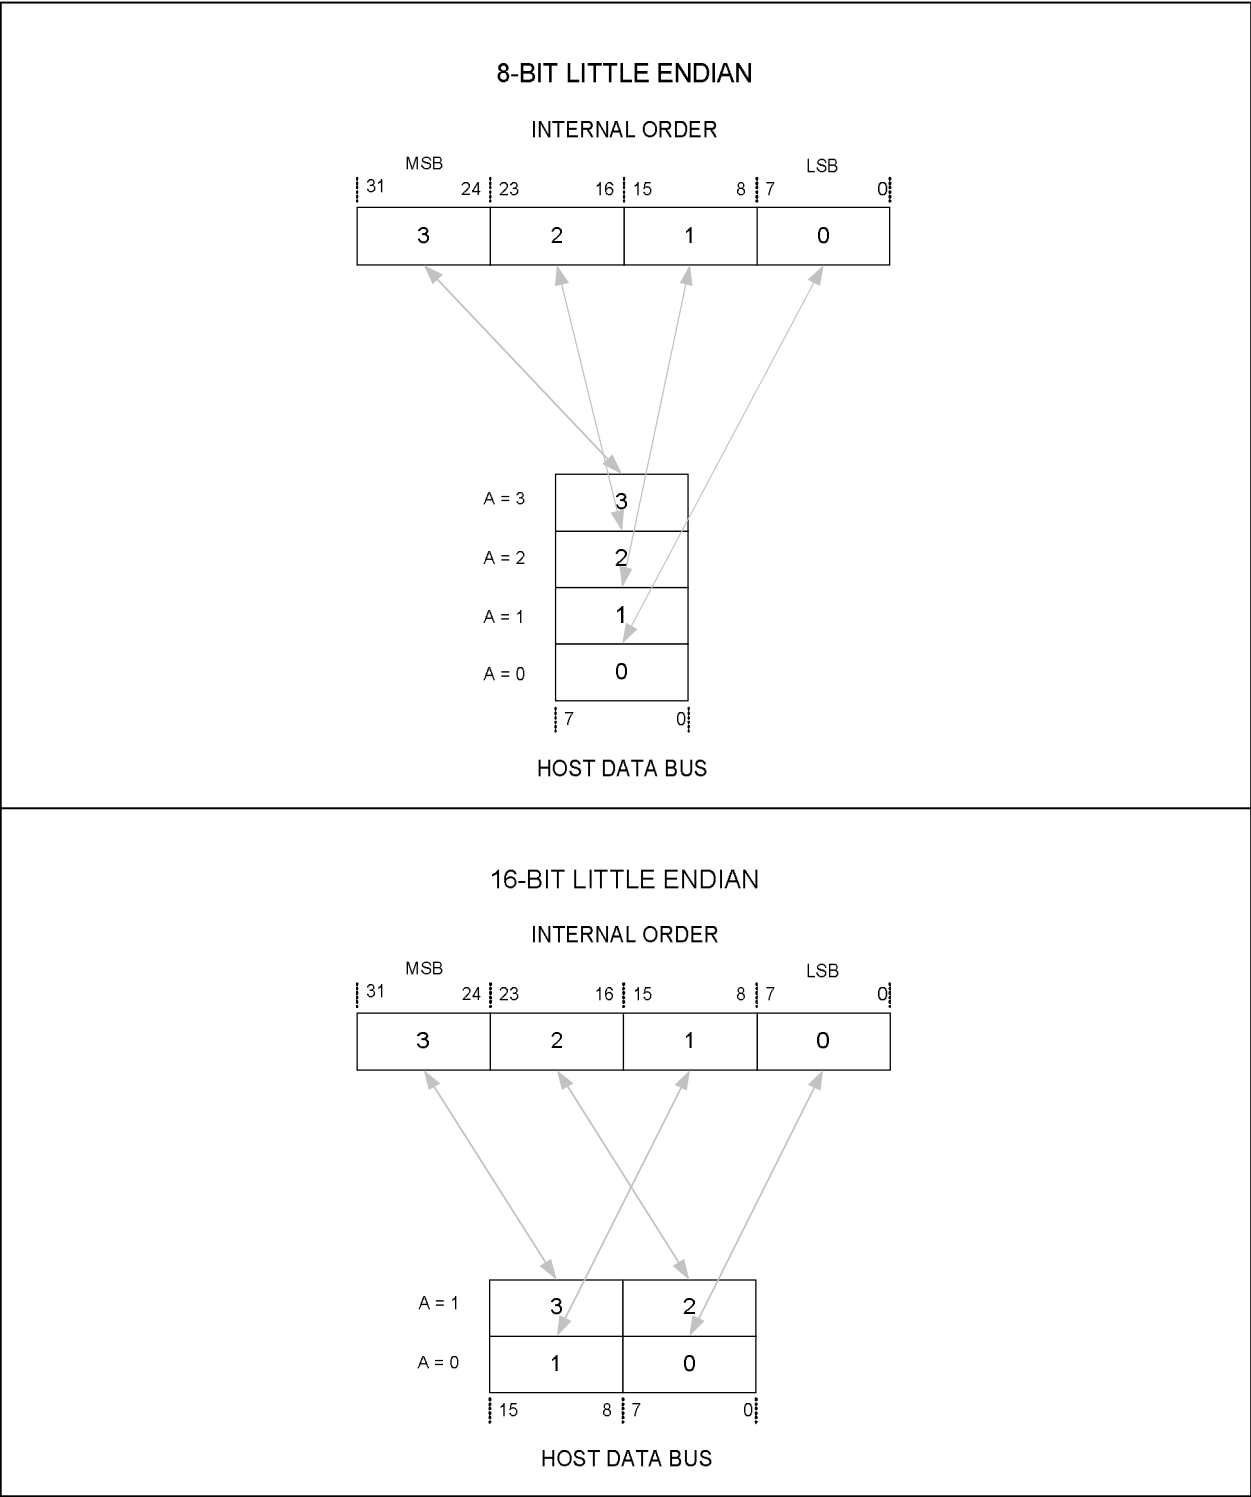 8-BIT LITTLE ENDIAN
INTERNAL ORDER
MSB LSB
31 24 23 16 15 8 7 0
3 2 1 0
A = 3 3
A = 2 2
A = 1 1
A = 0 0
7 0
HOST DATA BUS
16-BIT LITTLE ENDIAN
INTERNAL ORDER
MSB LSB
31 24 23 16 15 8 7 0
3 2 1 0
A = 1 3 2
A = 0 1 0
15 8 7 0
HOST DATA BUS